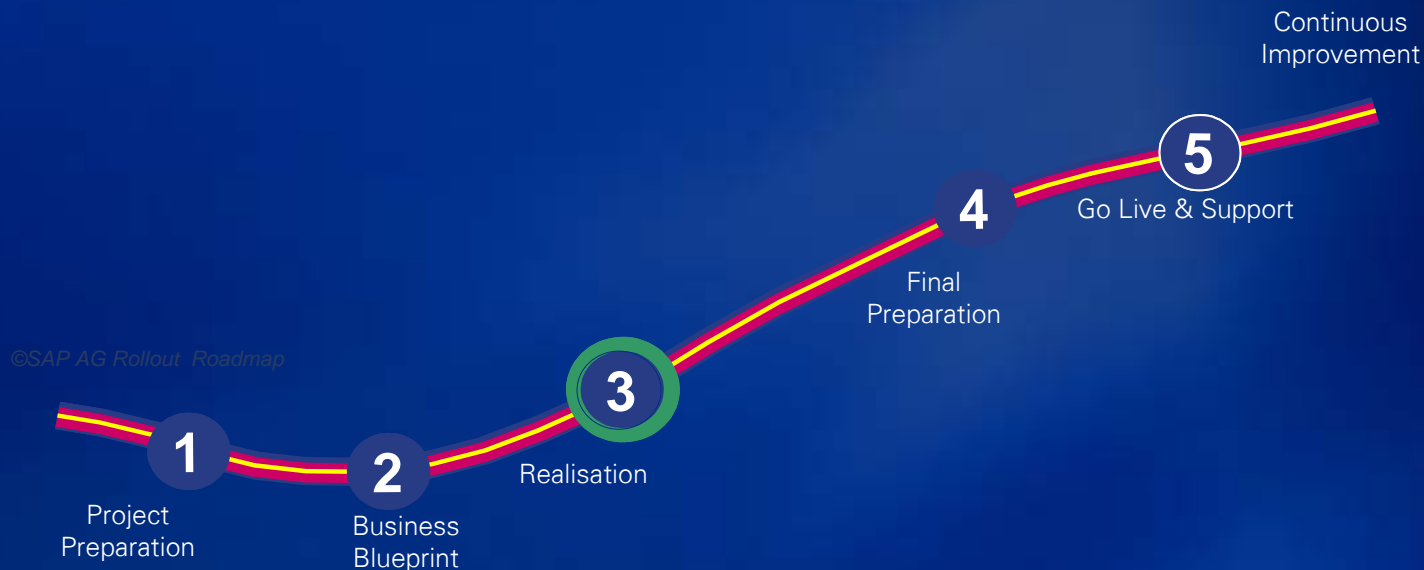 Continuous
Improvement
5
Go Live & Support
4
Final
Preparation
©SAP AG Rollout Roadmap
3
Realisation
1
Project
Preparation
2
Business
Blueprint